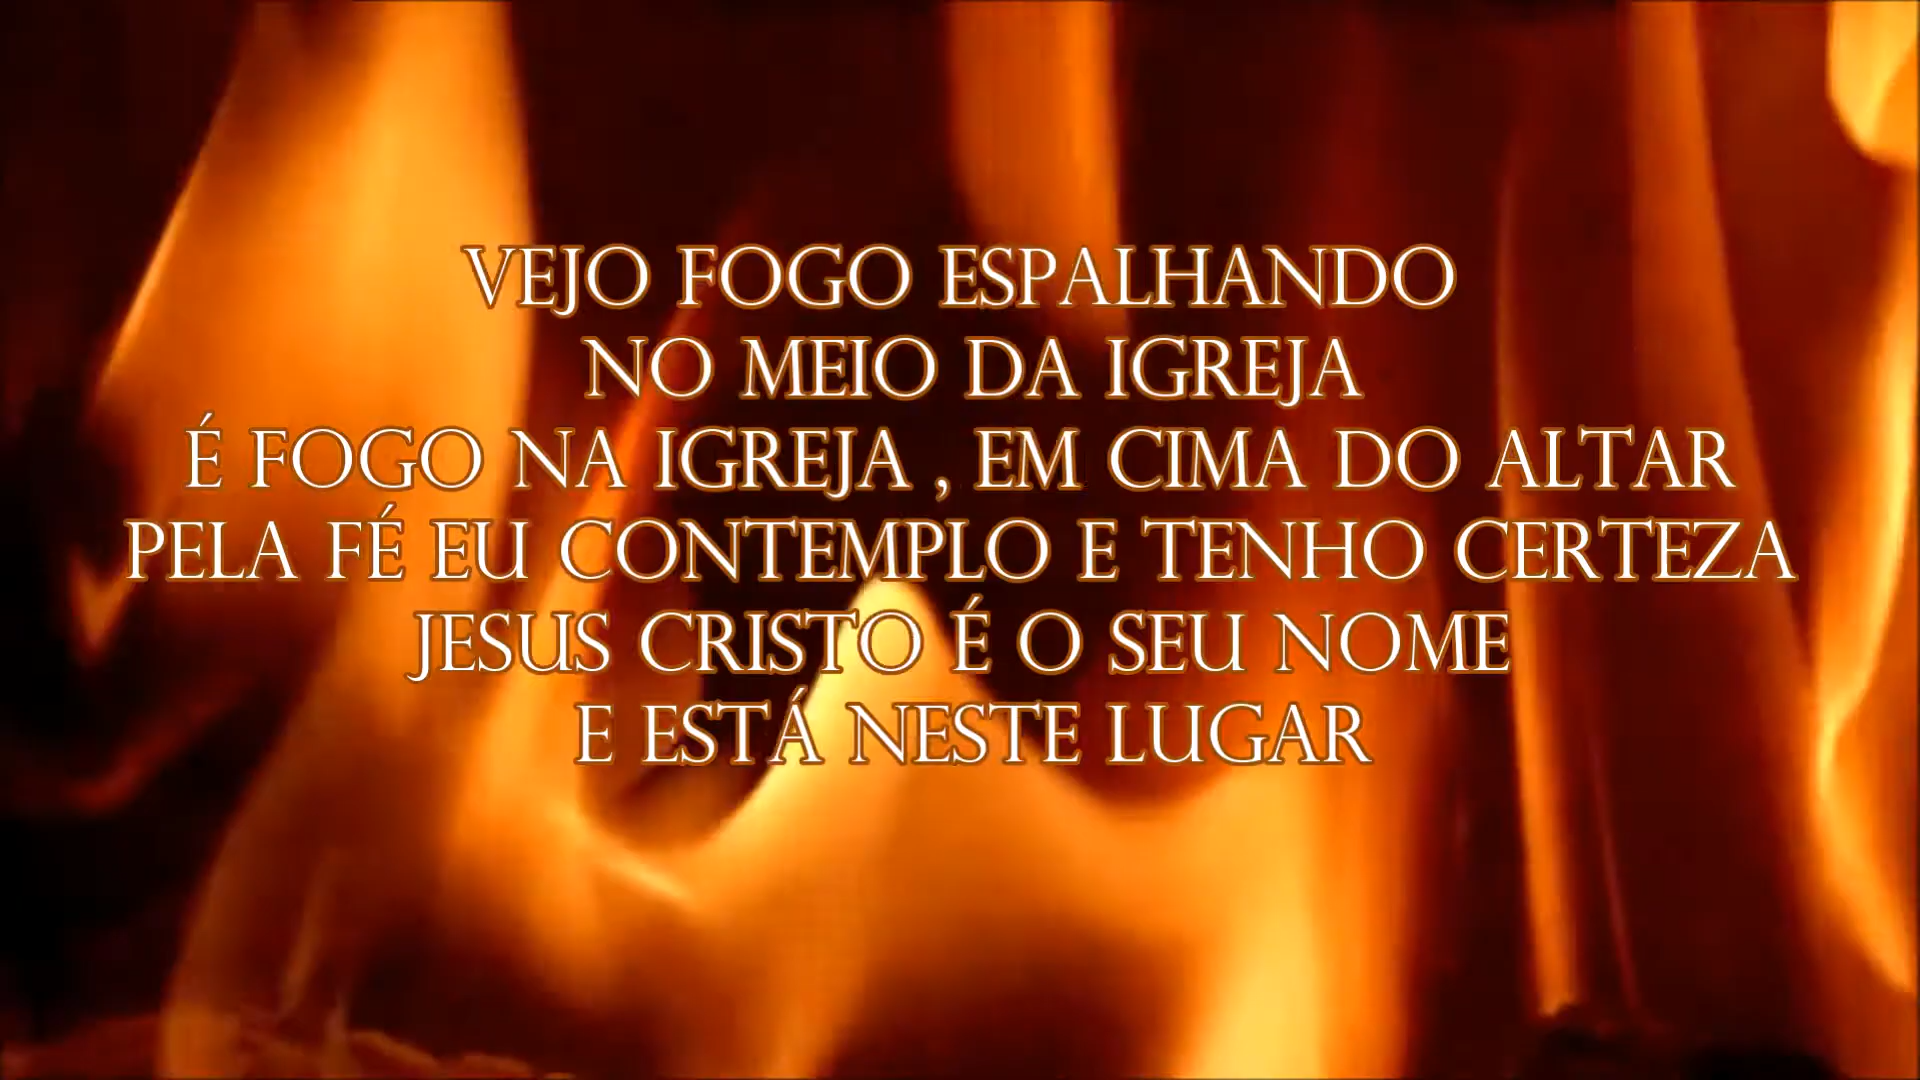 VEJO FOGO ESPALHANDO
NO MEIO DA IGREJA
É FOGO NA IGREJA , EM CIMA DO ALTAR
PELA FÉ EU CONTEMPLO E TENHO CERTEZA
JESUS CRISTO É O SEU NOME
E ESTÁ NESTE LUGAR